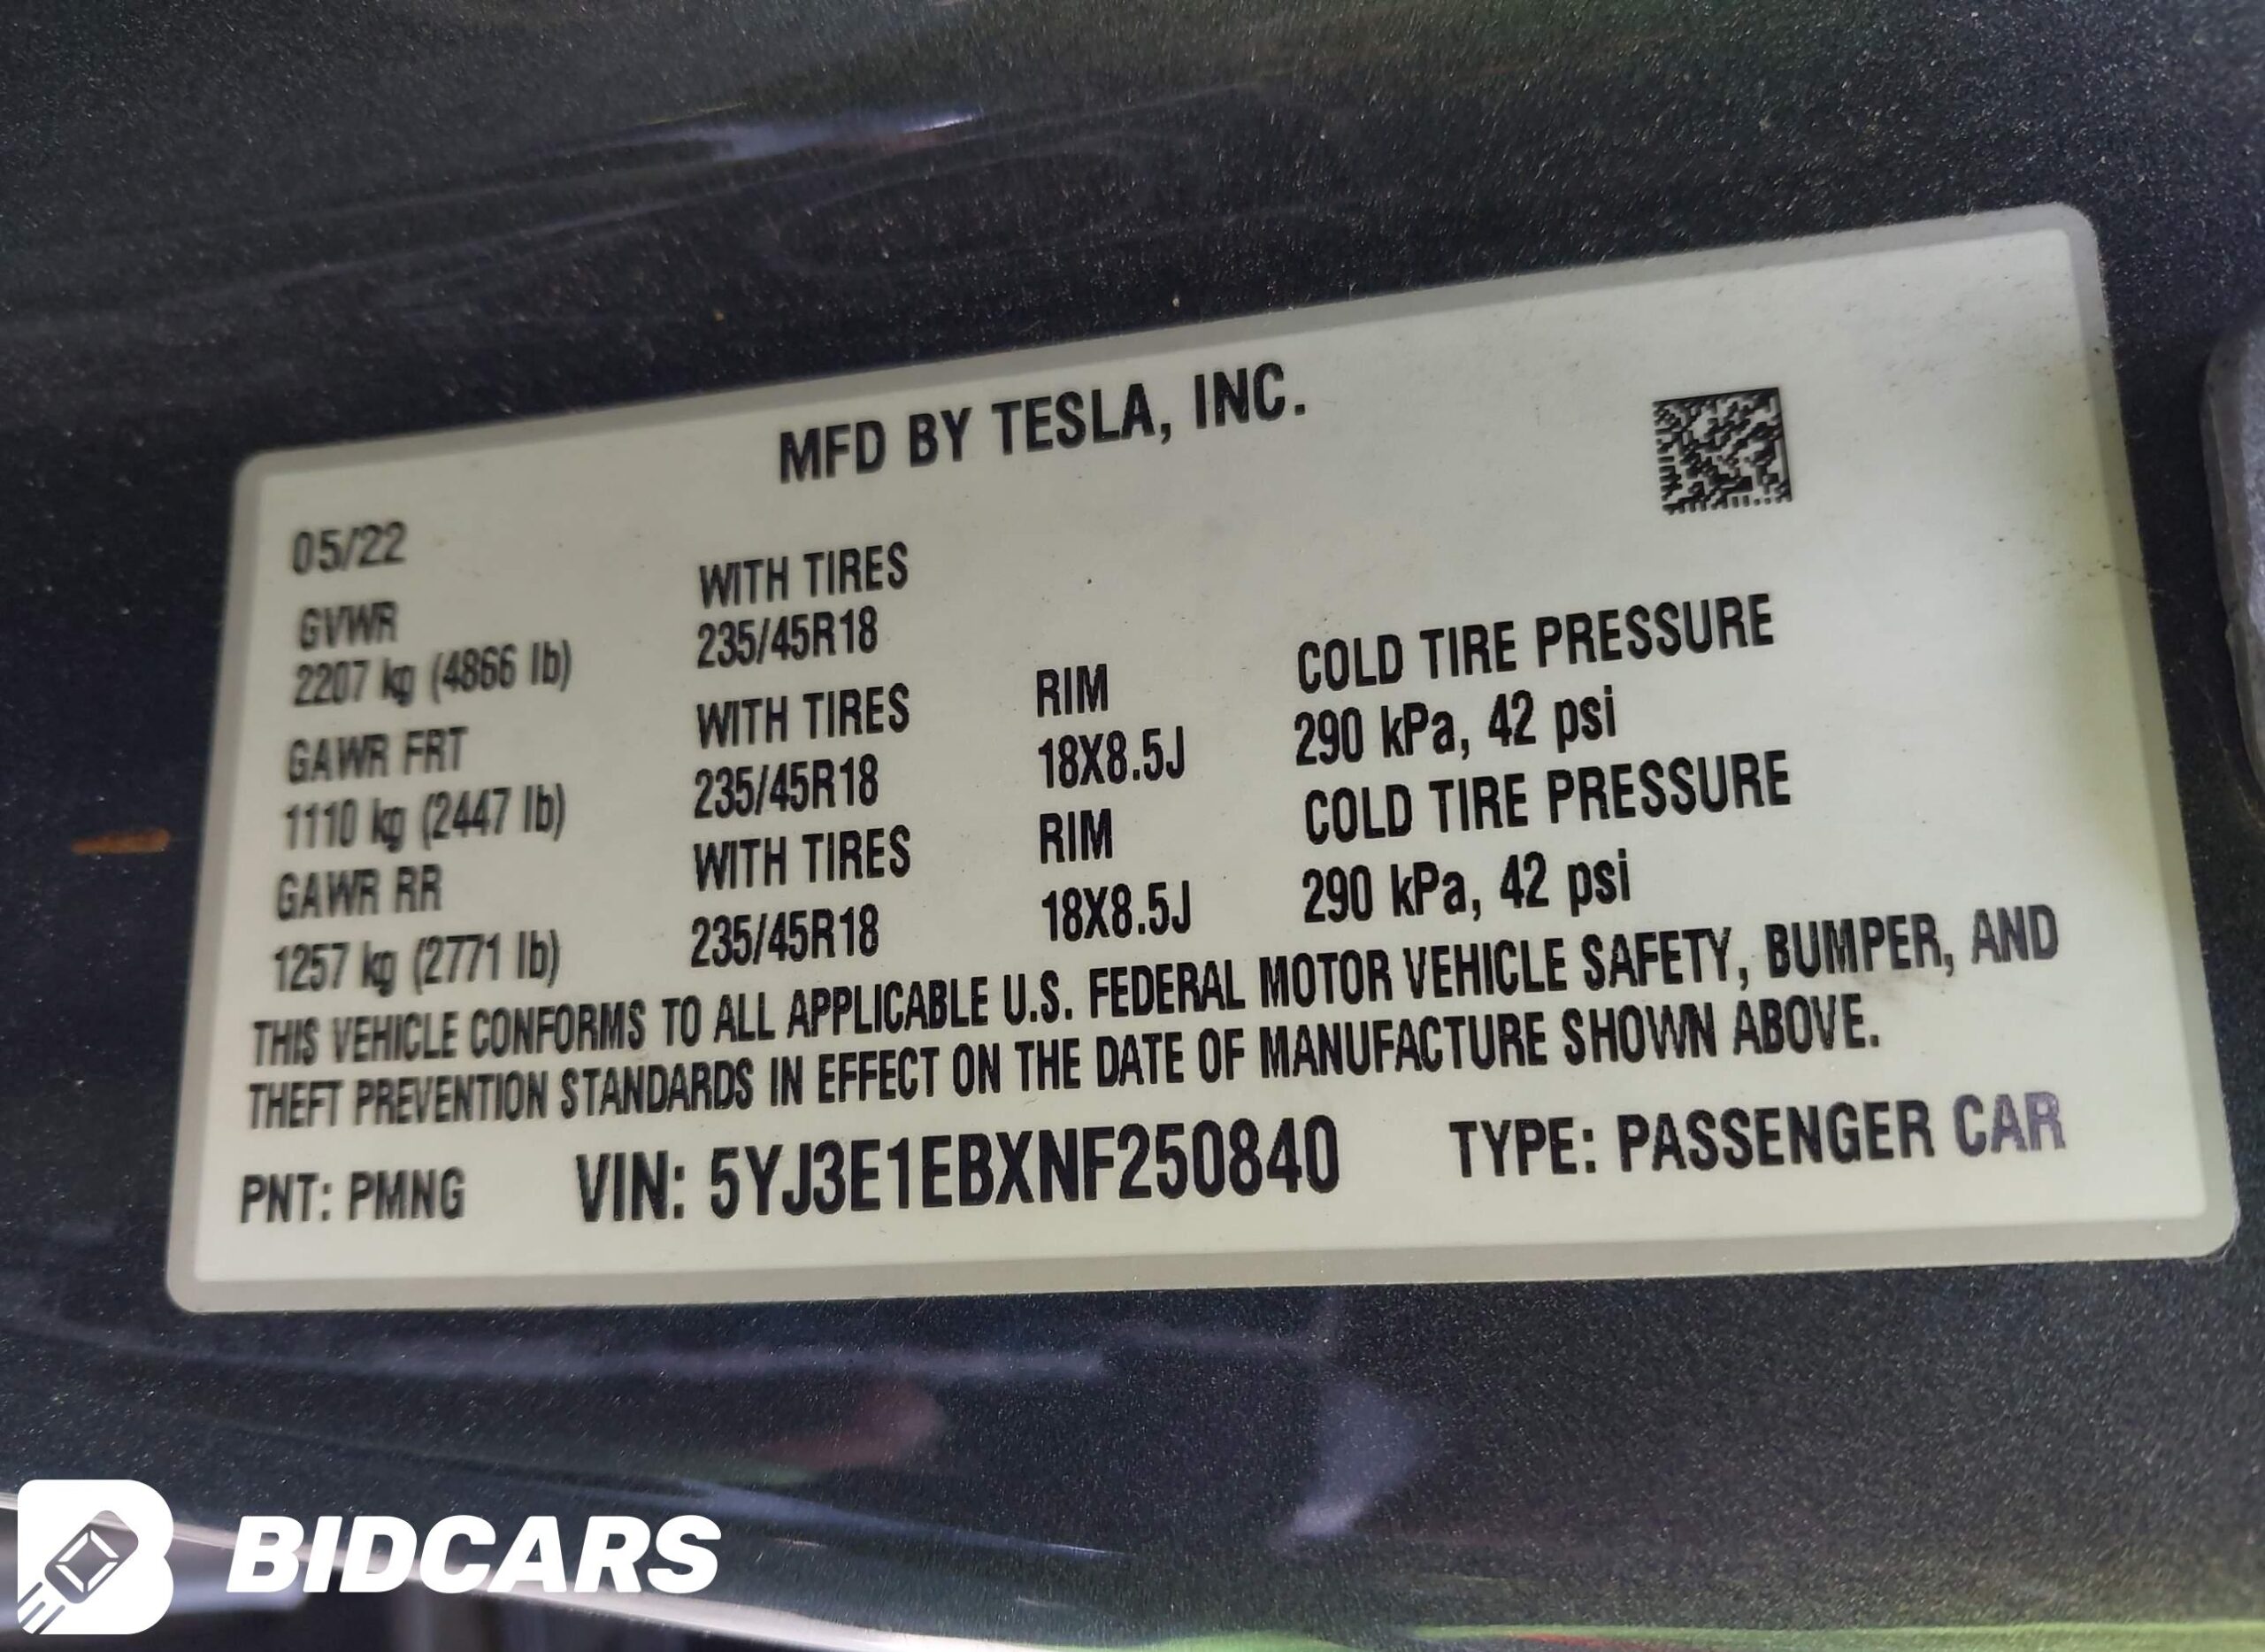 MFD BY TESLA, INC.
05/22
GVWR WITH TIRES
2207 kg (4866 lb) 235/45R18
GAWR FRT WITH TIRES RIM COLD TIRE PRESSURE
1110 kg (2447 lb) 235/45R18 18X8.5J 290 kPa, 42 psi
GAWR RR WITH TIRES RIM COLD TIRE PRESSURE
1257 kg (2771 lb) 235/45R18 18X8.5J 290 kPa, 42 psi
THIS VEHICLE CONFORMS TO ALL APPLICABLE U.S. FEDERAL MOTOR VEHICLE SAFETY, BUMPER, AND
THEFT PREVENTION STANDARDS IN EFFECT ON THE DATE OF MANUFACTURE SHOWN ABOVE.
PNT: PMNG VIN: 5YJ3E1EBXNF250840 TYPE: PASSENGER CAR
BIDCARS